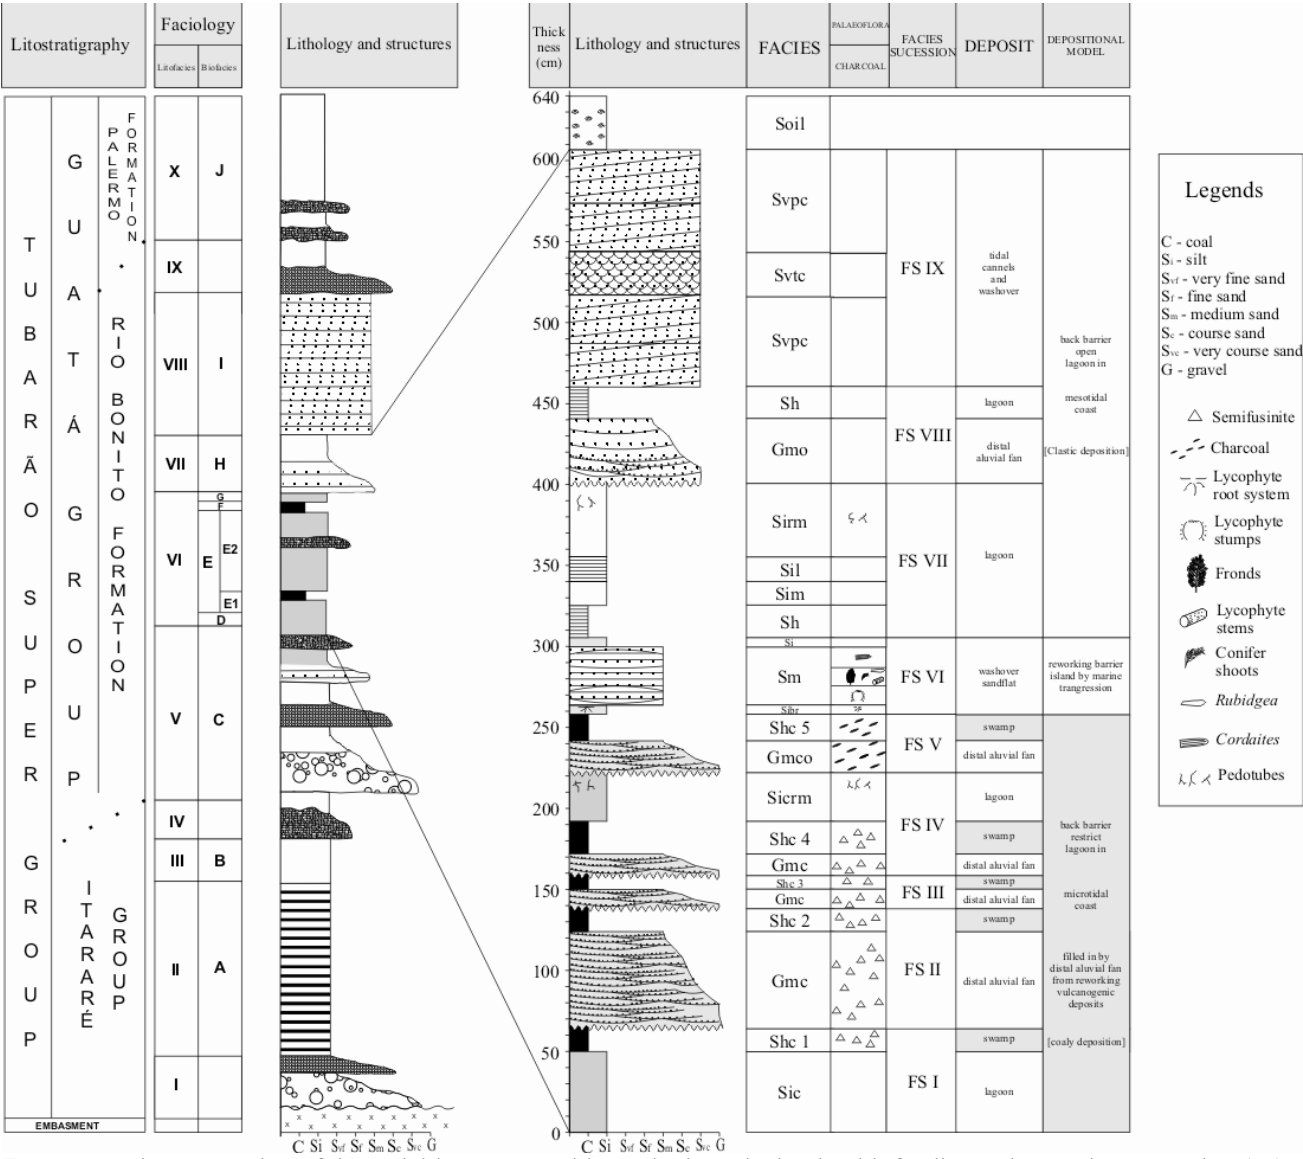 Litostratigraphy
Faciology
Litofacies Biofacies
Lithology and structures
Thick
ness
(cm)
Lithology and structures
FACIES
PALAEOFLORA
CHARCOAL
FACIES
SUCESSION
DEPOSIT
DEPOSITIONAL
MODEL
TUBARÃO SUPER GROUP
GUATÁ GROUP
PALERMO
FORMATION
RIO BONITO FORMATION
ITARARÉ
GROUP
EMBASMENT
X J
IX
VIII I
VII H
G
F
VI E E2
E1
D
V C
IV
III B
II A
I
C Si Svf Sf Sm Sc Svc G
640
600
550
500
450
400
350
300
250
200
150
100
50
0
C Si Svf Sf Sm Sc Svc G
Soil
Svpc
Svtc
Svpc
Sh
Gmo
Sirm
Sil
Sim
Sh
Si
Sm
Sibr
Shc 5
Gmco
Sicrm
Shc 4
Gmc
Shc 3
Gmc
Shc 2
Gmc
Shc 1
Sic
FS IX
FS VIII
FS VII
FS VI
FS V
FS IV
FS III
FS II
FS I
tidal
cannels
and
washover
lagoon
distal
aluvial fan
lagoon
washover
sandflat
swamp
distal aluvial fan
lagoon
swamp
distal aluvial fan
swamp
distal aluvial fan
swamp
distal aluvial fan
swamp
lagoon
back barrier
open
lagoon in
mesotidal
coast
[Clastic deposition]
reworking barrier
island by marine
trangression
back barrier
restrict
lagoon in
microtidal
coast
filled in by
distal aluvial fan
from reworking
vulcanogenic
deposits
[coaly deposition]
Legends
C - coal
Si - silt
Svf - very fine sand
Sf - fine sand
Sm - medium sand
Sc - course sand
Svc - very course sand
G - gravel
Semifusinite
Charcoal
Lycophyte
root system
Lycophyte
stumps
Fronds
Lycophyte
stems
Conifer
shoots
Rubidgea
Cordaites
Pedotubes